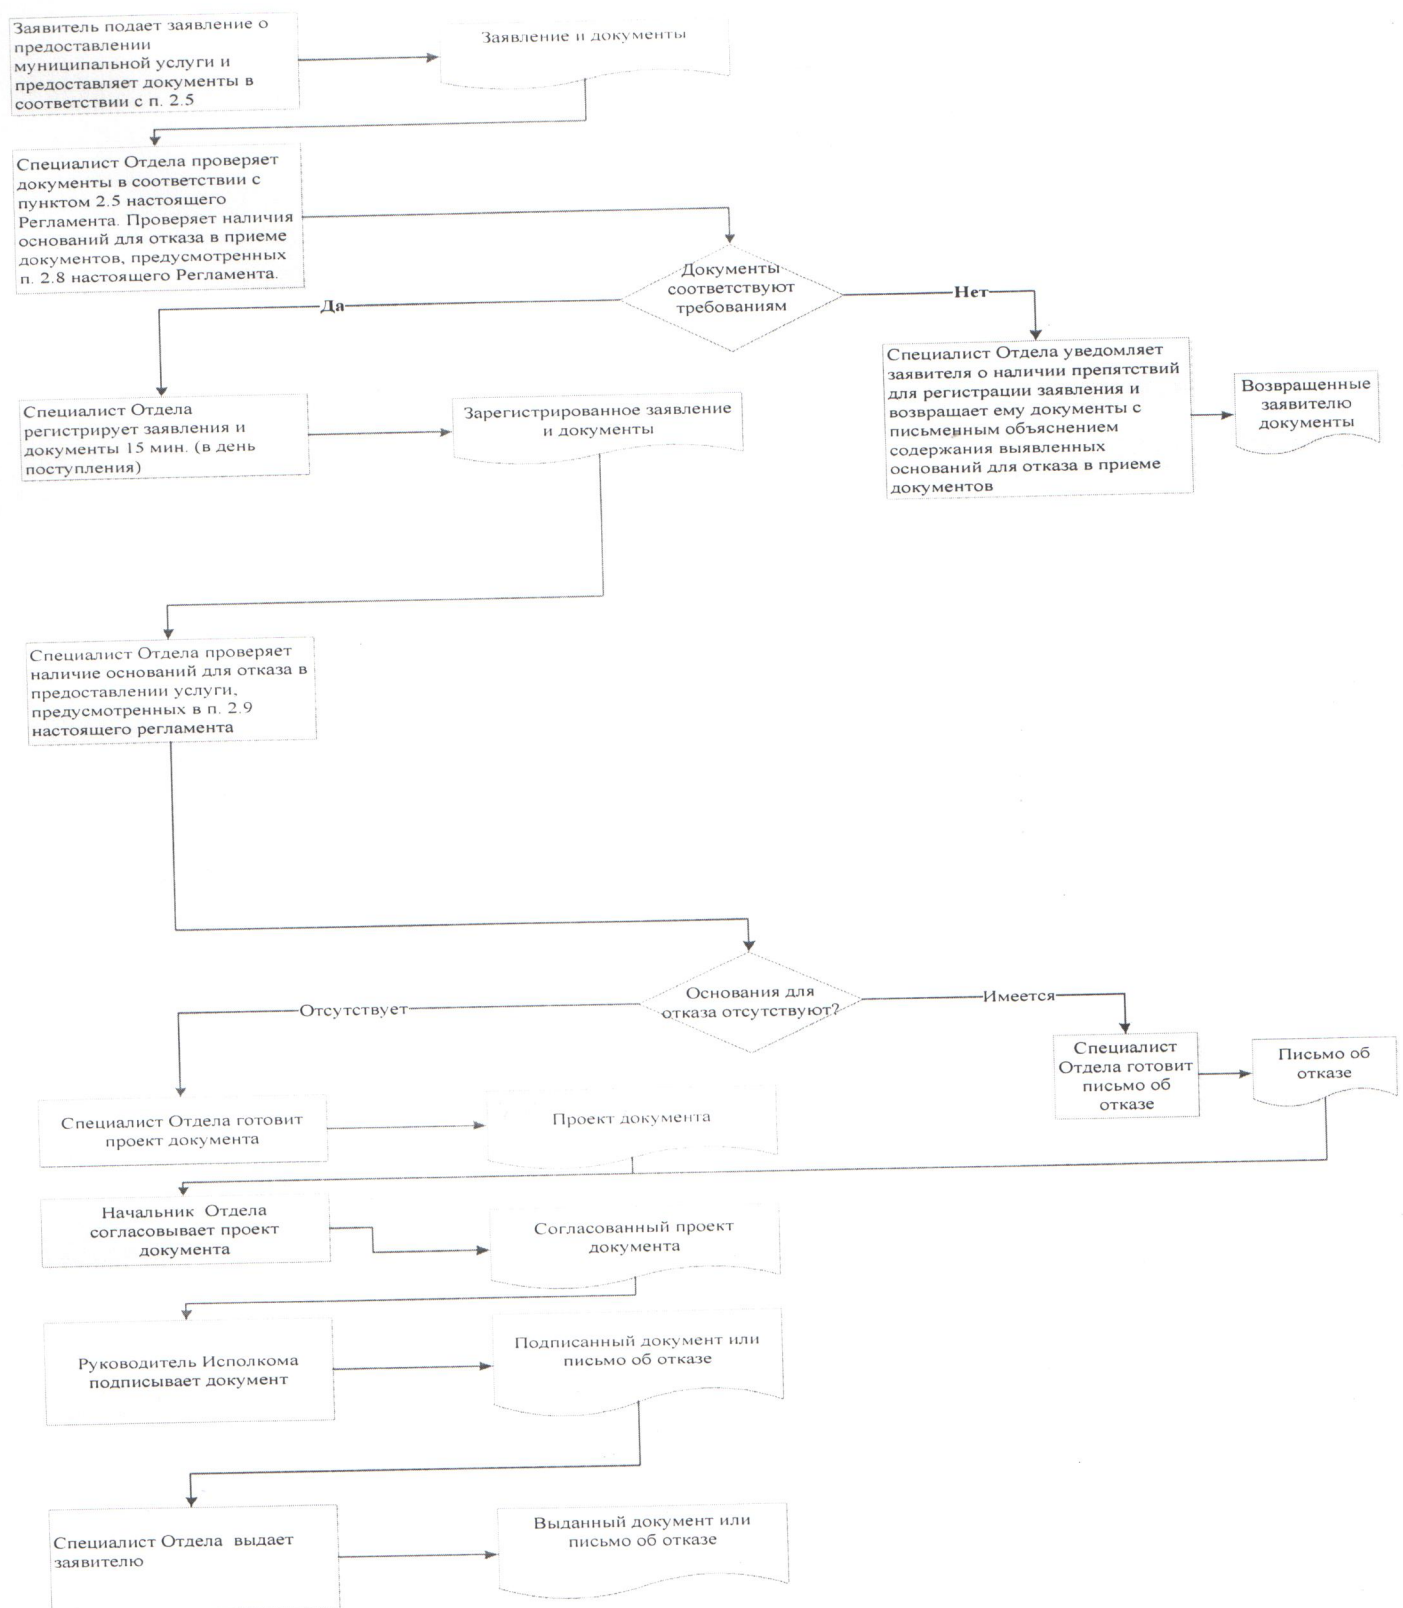 Заявитель подает заявление о
предоставлении
муниципальной услуги и
предоставляет документы в
соответствии с п. 2.5
Заявление и документы
Специалист Отдела проверяет
документы в соответствии с
пунктом 2.5 настоящего
Регламента. Проверяет наличия
оснований для отказа в приеме
документов, предусмотренных
п. 2.8 настоящего Регламента.
Документы
соответствуют
требованиям
Да
Нет
Специалист Отдела
регистрирует заявления и
документы 15 мин. (в день
поступления)
Зарегистрированное заявление
и документы
Специалист Отдела уведомляет
заявителя о наличии препятствий
для регистрации заявления и
возвращает ему документы с
письменным объяснением
содержания выявленных
оснований для отказа в приеме
документов
Возвращенные
заявителю
документы
Специалист Отдела проверяет
наличие оснований для отказа в
предоставлении услуги,
предусмотренных в п. 2.9
настоящего регламента
Основания для
отказа отсутствуют?
Отсутствует
Имеется
Специалист
Отдела готовит
письмо об
отказе
Письмо об
отказе
Специалист Отдела готовит
проект документа
Проект документа
Начальник Отдела
согласовывает проект
документа
Согласованный проект
документа
Руководитель Исполкома
подписывает документ
Подписанный документ или
письмо об отказе
Специалист Отдела выдает
заявителю
Выданный документ или
письмо об отказе